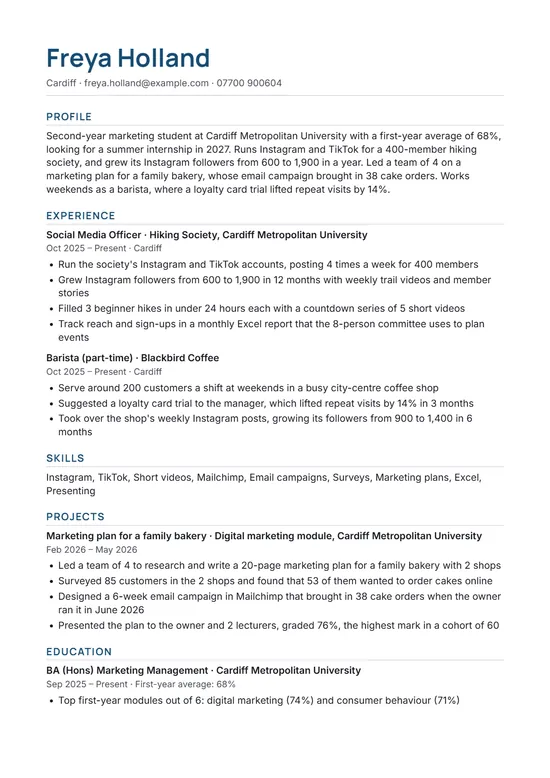 Freya Holland
Cardiff · freya.holland@example.com · 07700 900604
PROFILE
Second-year marketing student at Cardiff Metropolitan University with a first-year average of 68%,
looking for a summer internship in 2027. Runs Instagram and TikTok for a 400-member hiking
society, and grew its Instagram followers from 600 to 1,900 in a year. Led a team of 4 on a
marketing plan for a family bakery, whose email campaign brought in 38 cake orders. Works
weekends as a barista, where a loyalty card trial lifted repeat visits by 14%.
EXPERIENCE
Social Media Officer · Hiking Society, Cardiff Metropolitan University
Oct 2025 – Present · Cardiff
• Run the society's Instagram and TikTok accounts, posting 4 times a week for 400 members
• Grew Instagram followers from 600 to 1,900 in 12 months with weekly trail videos and member
stories
• Filled 3 beginner hikes in under 24 hours each with a countdown series of 5 short videos
• Track reach and sign-ups in a monthly Excel report that the 8-person committee uses to plan
events
Barista (part-time) · Blackbird Coffee
Oct 2025 – Present · Cardiff
• Serve around 200 customers a shift at weekends in a busy city-centre coffee shop
• Suggested a loyalty card trial to the manager, which lifted repeat visits by 14% in 3 months
• Took over the shop's weekly Instagram posts, growing its followers from 900 to 1,400 in 6
months
SKILLS
Instagram, TikTok, Short videos, Mailchimp, Email campaigns, Surveys, Marketing plans, Excel,
Presenting
PROJECTS
Marketing plan for a family bakery · Digital marketing module, Cardiff Metropolitan University
Feb 2026 – May 2026
• Led a team of 4 to research and write a 20-page marketing plan for a family bakery with 2 shops
• Surveyed 85 customers in the 2 shops and found that 53 of them wanted to order cakes online
• Designed a 6-week email campaign in Mailchimp that brought in 38 cake orders when the owner
ran it in June 2026
• Presented the plan to the owner and 2 lecturers, graded 76%, the highest mark in a cohort of 60
EDUCATION
BA (Hons) Marketing Management · Cardiff Metropolitan University
Sep 2025 – Present · First-year average: 68%
• Top first-year modules out of 6: digital marketing (74%) and consumer behaviour (71%)